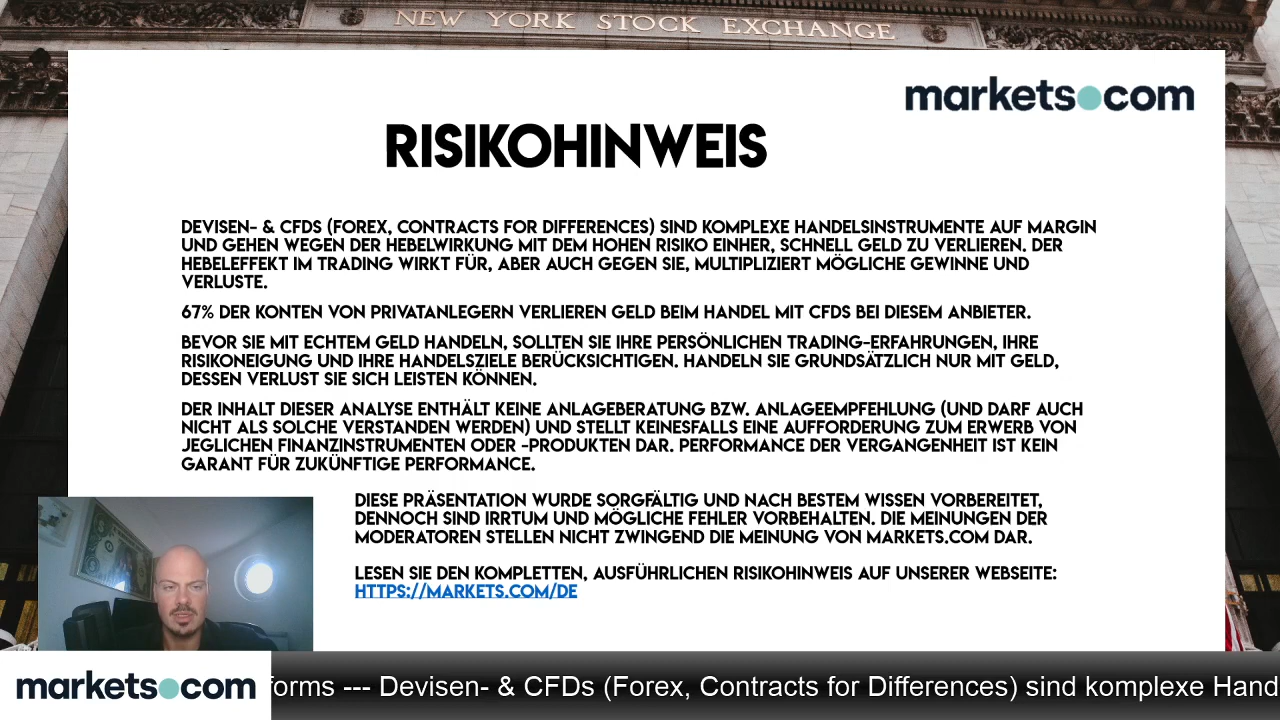 NEW YORK STOCK EXCHANGE
markets.com
RISIKOHINWEIS
DEVISEN- & CFDS (FOREX, CONTRACTS FOR DIFFERENCES) SIND KOMPLEXE HANDELSINSTRUMENTE AUF MARGIN
UND GEHEN WEGEN DER HEBELWIRKUNG MIT DEM HOHEN RISIKO EINHER, SCHNELL GELD ZU VERLIEREN. DER
HEBELEFFEKT IM TRADING WIRKT FÜR, ABER AUCH GEGEN SIE, MULTIPLIZIERT MÖGLICHE GEWINNE UND
VERLUSTE.
67% DER KONTEN VON PRIVATANLEGERN VERLIEREN GELD BEIM HANDEL MIT CFDS BEI DIESEM ANBIETER.
BEVOR SIE MIT ECHTEM GELD HANDELN, SOLLTEN SIE IHRE PERSÖNLICHEN TRADING-ERFAHRUNGEN, IHRE
RISIKONEIGUNG UND IHRE HANDELSZIELE BERÜCKSICHTIGEN. HANDELN SIE GRUNDSÄTZLICH NUR MIT GELD,
DESSEN VERLUST SIE SICH LEISTEN KÖNNEN.
DER INHALT DIESER ANALYSE ENTHÄLT KEINE ANLAGEBERATUNG BZW. ANLAGEEMPFEHLUNG (UND DARF AUCH
NICHT ALS SOLCHE VERSTANDEN WERDEN) UND STELLT KEINESFALLS EINE AUFFORDERUNG ZUM ERWERB VON
JEGLICHEN FINANZINSTRUMENTEN ODER -PRODUKTEN DAR. PERFORMANCE DER VERGANGENHEIT IST KEIN
GARANT FÜR ZUKÜNFTIGE PERFORMANCE.
DIESE PRÄSENTATION WURDE SORGFÄLTIG UND NACH BESTEM WISSEN VORBEREITET,
DENNOCH SIND IRRTUM UND MÖGLICHE FEHLER VORBEHALTEN. DIE MEINUNGEN DER
MODERATOREN STELLEN NICHT ZWINGEND DIE MEINUNG VON MARKETS.COM DAR.
LESEN SIE DEN KOMPLETTEN, AUSFÜHRLICHEN RISIKOHINWEIS AUF UNSERER WEBSEITE:
HTTPS://MARKETS.COM/DE
markets.com
forms --- Devisen- & CFDs (Forex, Contracts for Differences) sind komplexe Hand